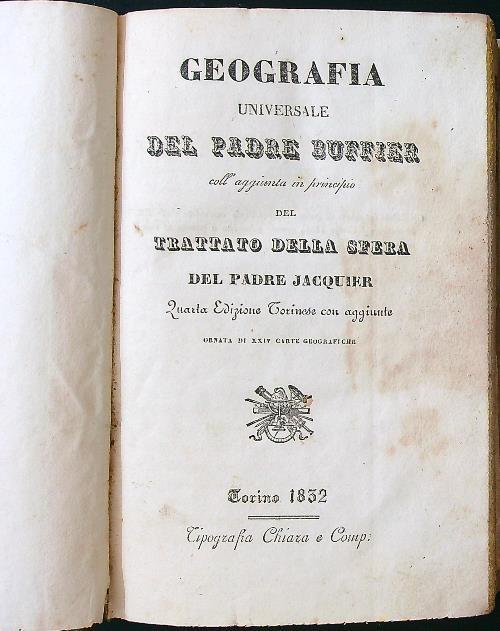 GEOGRAFIA
UNIVERSALE
DEL PADRE BUFFIER
coll' aggiunta in principio
DEL
TRATTATO DELLA SFERA
DEL PADRE JACQUIER
Quarta Edizione Torinese con aggiunte
ORNATA DI XXIV CARTE GEOGRAFICHE
Torino 1832
Tipografia Chiara e Comp: